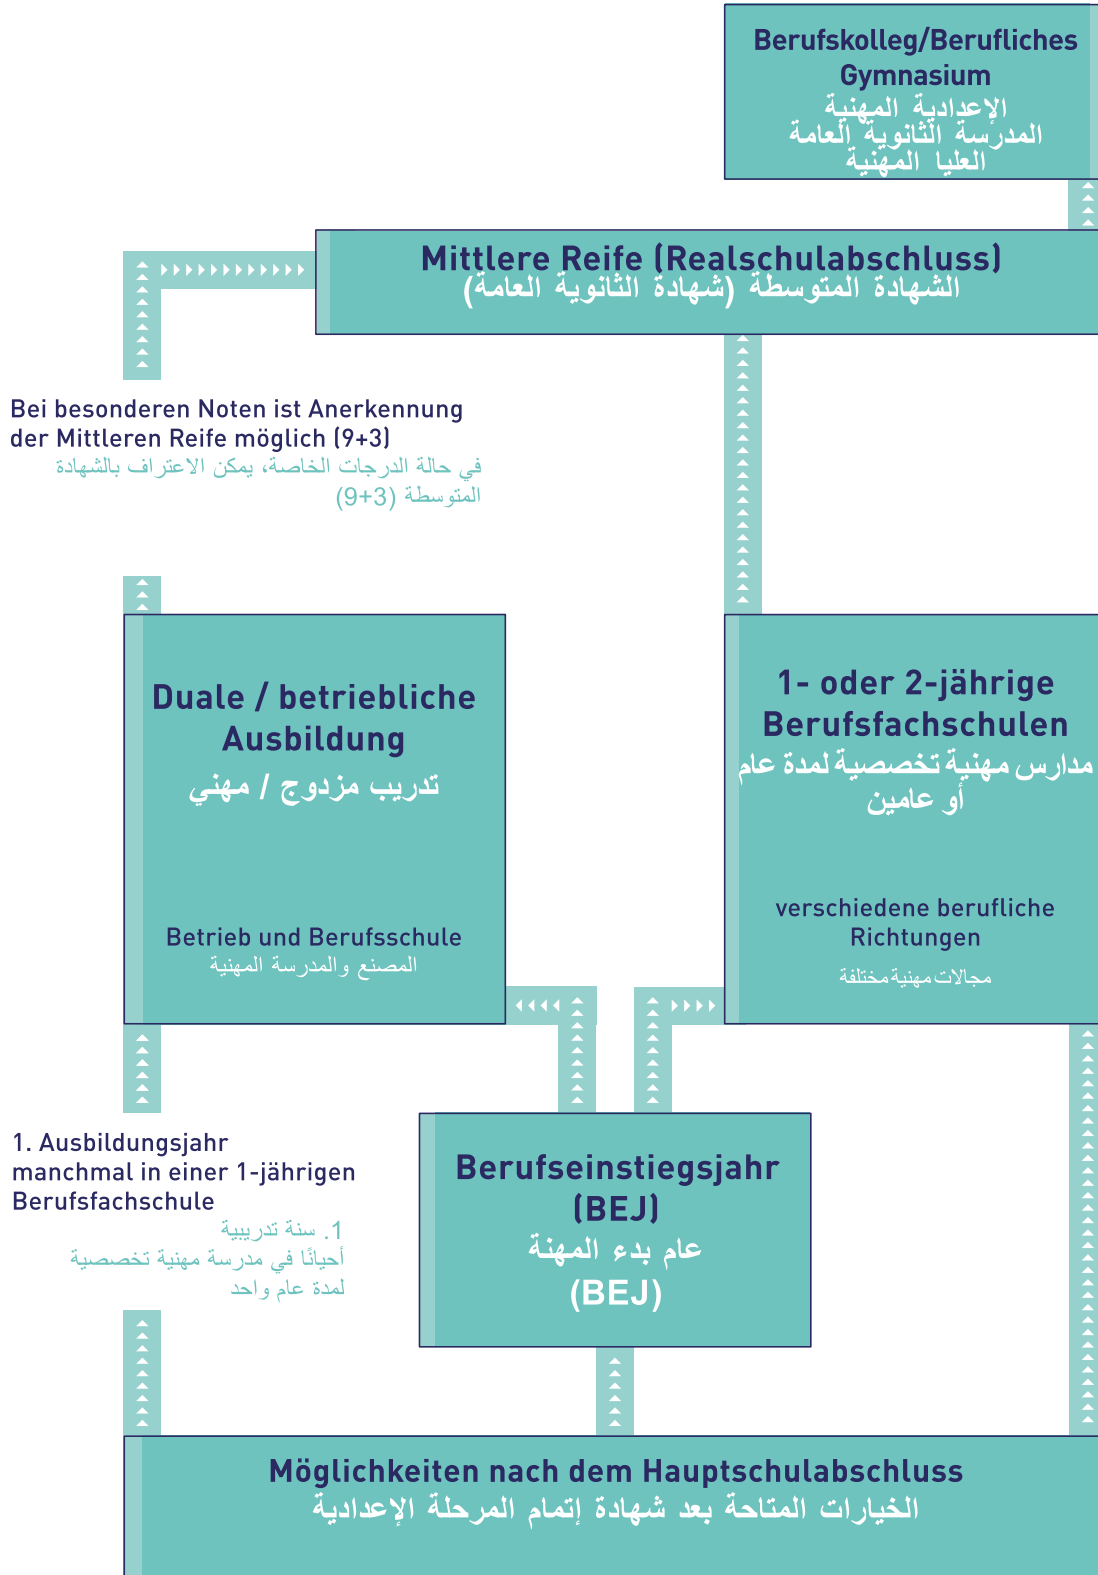 Berufskolleg/Berufliches
Gymnasium
الإعدادية المهنية
المدرسة الثانوية العامة
العليا المهنية
Mittlere Reife (Realschulabschluss)
الشهادة المتوسطة (شهادة الثانوية العامة)
Bei besonderen Noten ist Anerkennung
der Mittleren Reife möglich (9+3)
في حالة الدرجات الخاصة، يمكن الاعتراف بالشهادة
المتوسطة (9+3)
Duale / betriebliche
Ausbildung
تدريب مزدوج / مهني
Betrieb und Berufsschule
المصنع والمدرسة المهنية
1- oder 2-jährige
Berufsfachschulen
مدارس مهنية تخصصية لمدة عام
أو عامين
verschiedene berufliche
Richtungen
مجالات مهنية مختلفة
1. Ausbildungsjahr
manchmal in einer 1-jährigen
Berufsfachschule
1. سنة تدريبية
أحيانًا في مدرسة مهنية تخصصية
لمدة عام واحد
Berufseinstiegsjahr
(BEJ)
عام بدء المهنة
(BEJ)
Möglichkeiten nach dem Hauptschulabschluss
الخيارات المتاحة بعد شهادة إتمام المرحلة الإعدادية